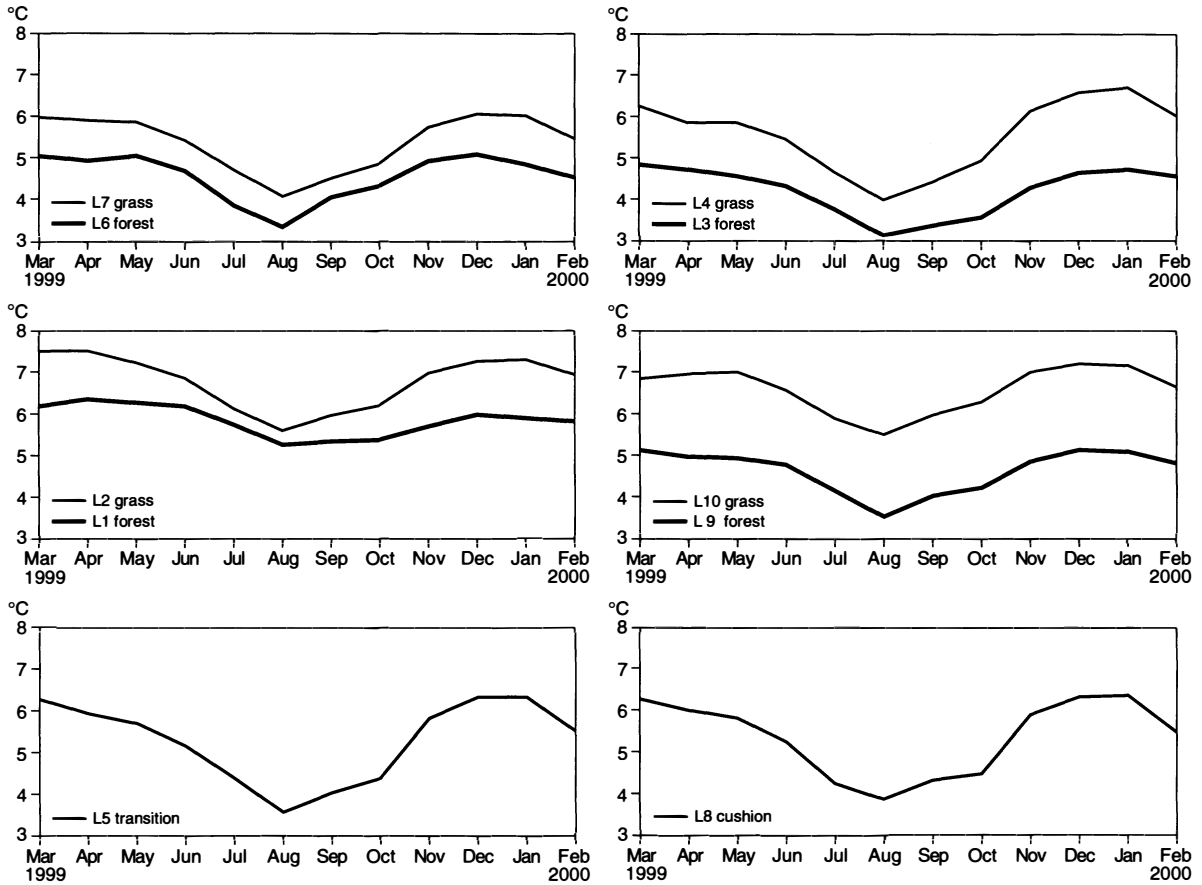 °C
8
7
6
5
4
3
L7 grass
L6 forest
Mar Apr May Jun Jul Aug Sep Oct Nov Dec Jan Feb
1999 2000
°C
8
7
6
5
4
3
L4 grass
L3 forest
Mar Apr May Jun Jul Aug Sep Oct Nov Dec Jan Feb
1999 2000
°C
8
7
6
5
4
3
L2 grass
L1 forest
Mar Apr May Jun Jul Aug Sep Oct Nov Dec Jan Feb
1999 2000
°C
8
7
6
5
4
3
L10 grass
L9 forest
Mar Apr May Jun Jul Aug Sep Oct Nov Dec Jan Feb
1999 2000
°C
8
7
6
5
4
3
L5 transition
Mar Apr May Jun Jul Aug Sep Oct Nov Dec Jan Feb
1999 2000
°C
8
7
6
5
4
3
L8 cushion
Mar Apr May Jun Jul Aug Sep Oct Nov Dec Jan Feb
1999 2000